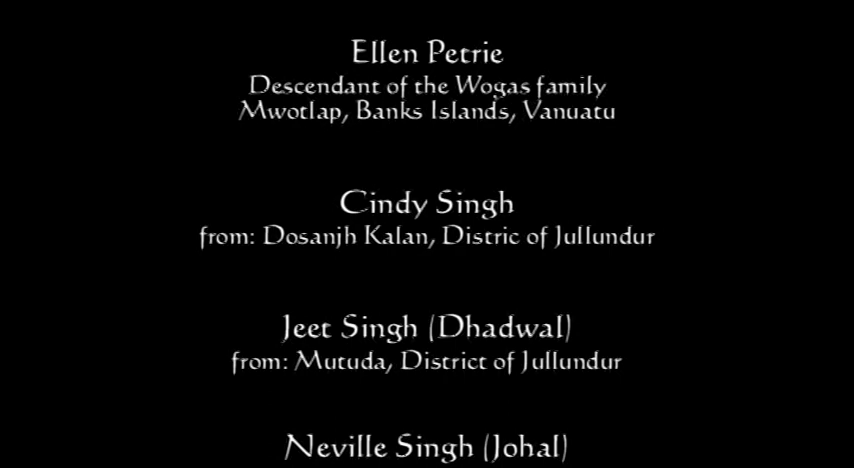 Ellen Petrie
Descendant of the Wogas family
Mwotlap, Banks Islands, Vanuatu
Cindy Singh
from: Dosanjh Kalan, Distric of Jullundur
Jeet Singh (Dhadwal)
from: Mutuda, District of Jullundur
Neville Singh (Johal)